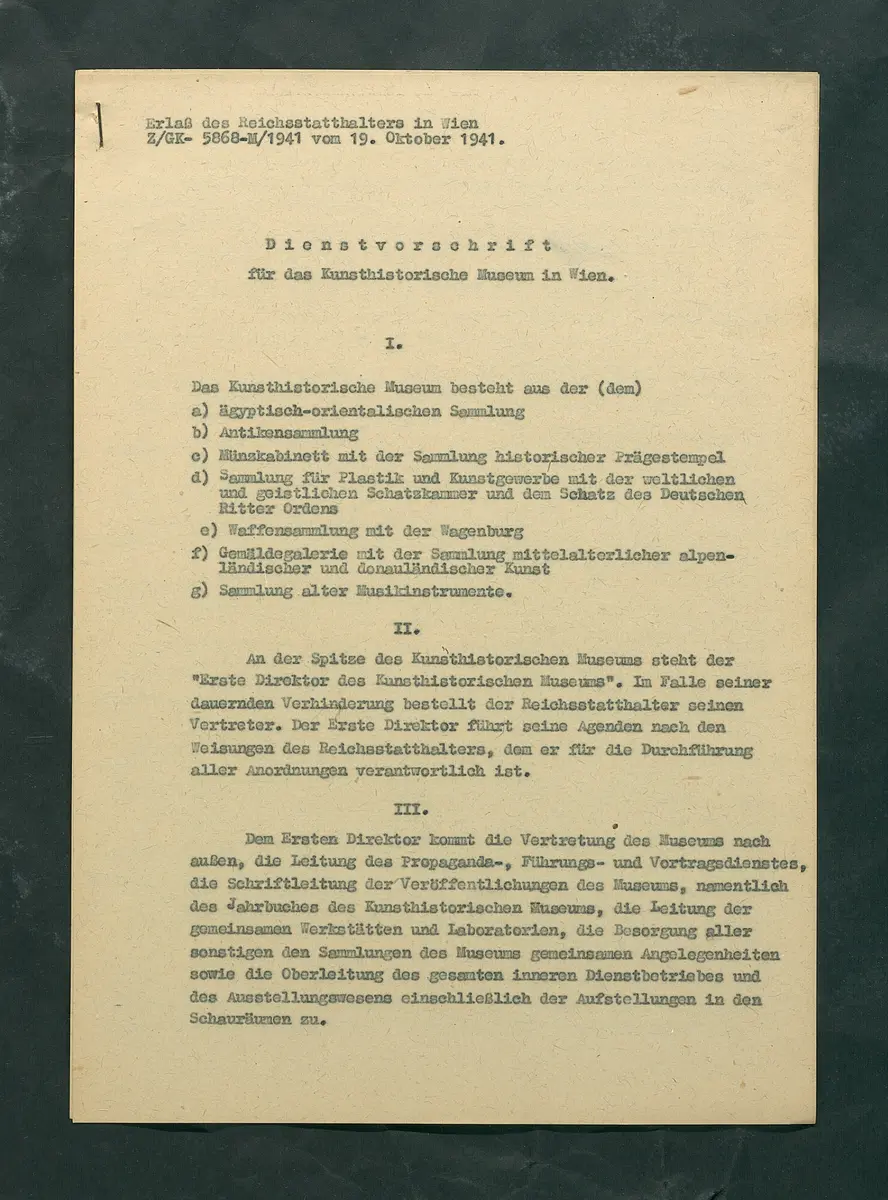 Erlaß des Reichsstatthalters in Wien
Z/GK- 5868-M/1941 vom 19. Oktober 1941.
Dienstvorschrift
für das Kunsthistorische Museum in Wien.
I.
Das Kunsthistorische Museum besteht aus der (dem)
a) ägyptisch-orientalischen Sammlung
b) Antikensammlung
c) Münzkabinett mit der Sammlung historischer Prägestempel
d) Sammlung für Plastik und Kunstgewerbe mit der weltlichen
und geistlichen Schatzkammer und dem Schatz des Deutschen
Ritter Ordens
e) Waffensammlung mit der Wagenburg
f) Gemäldegalerie mit der Sammlung mittelalterlicher alpen-
ländischer und donauländischer Kunst
g) Sammlung alter Musikinstrumente.
II.
An der Spitze des Kunsthistorischen Museums steht der
"Erste Direktor des Kunsthistorischen Museums". Im Falle seiner
dauernden Verhinderung bestellt der Reichsstatthalter seinen
Vertreter. Der Erste Direktor führt seine Agenden nach den
Weisungen des Reichsstatthalters, dem er für die Durchführung
aller Anordnungen verantwortlich ist.
III.
Dem Ersten Direktor kommt die Vertretung des Museums nach
außen, die Leitung des Propaganda-, Führungs- und Vortragsdienstes,
die Schriftleitung der Veröffentlichungen des Museums, namentlich
des Jahrbuches des Kunsthistorischen Museums, die Leitung der
gemeinsamen Werkstätten und Laboratorien, die Besorgung aller
sonstigen den Sammlungen des Museums gemeinsamen Angelegenheiten
sowie die Oberleitung des gesamten inneren Dienstbetriebes und
des Ausstellungswesens einschließlich der Aufstellungen in den
Schauräumen zu.